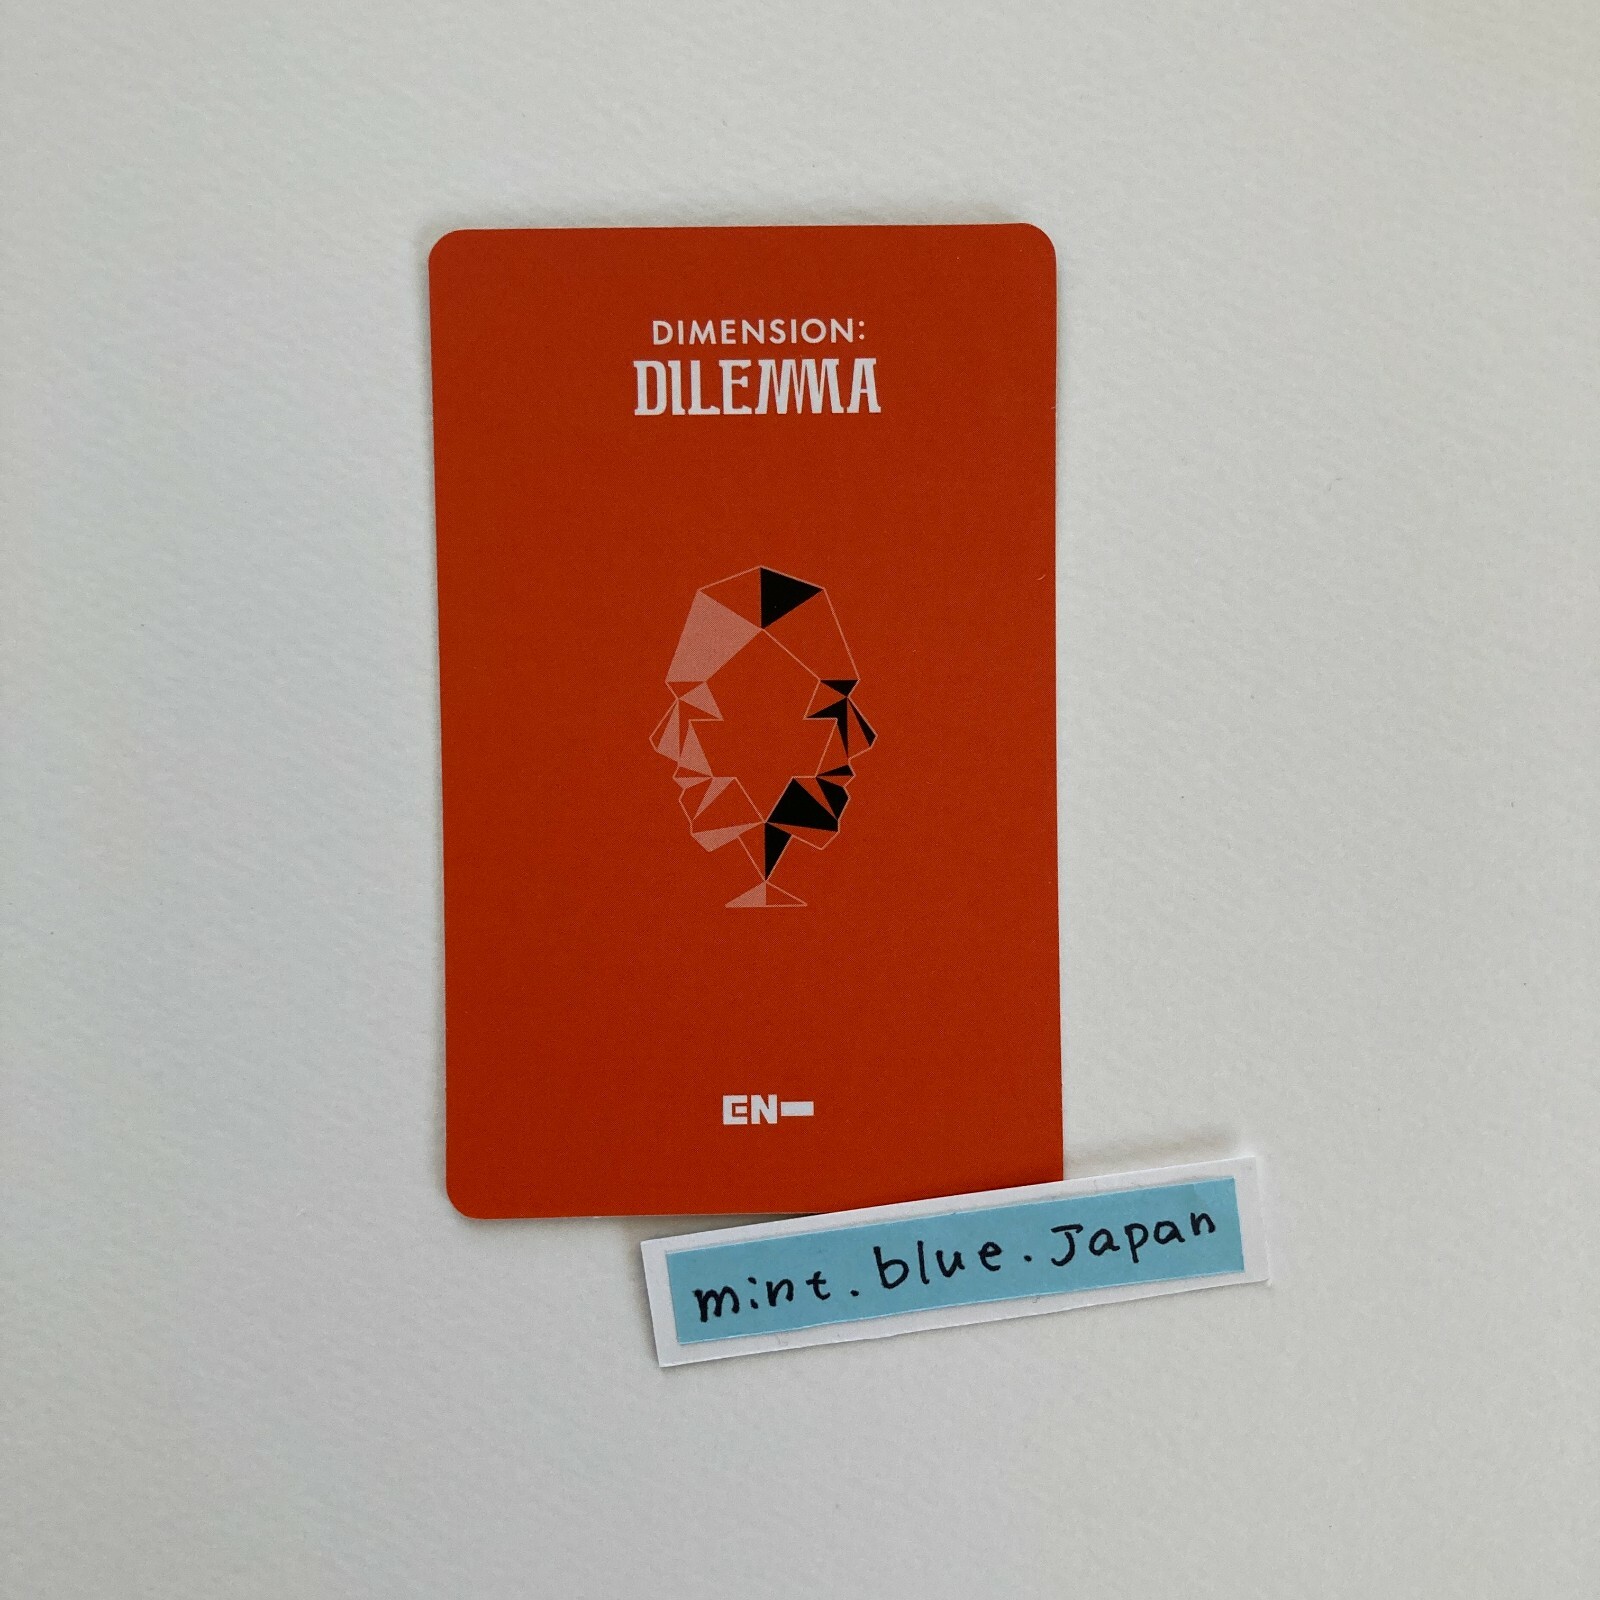 DIMENSION:
DILEMMA
EN-
mint.blue.Japan